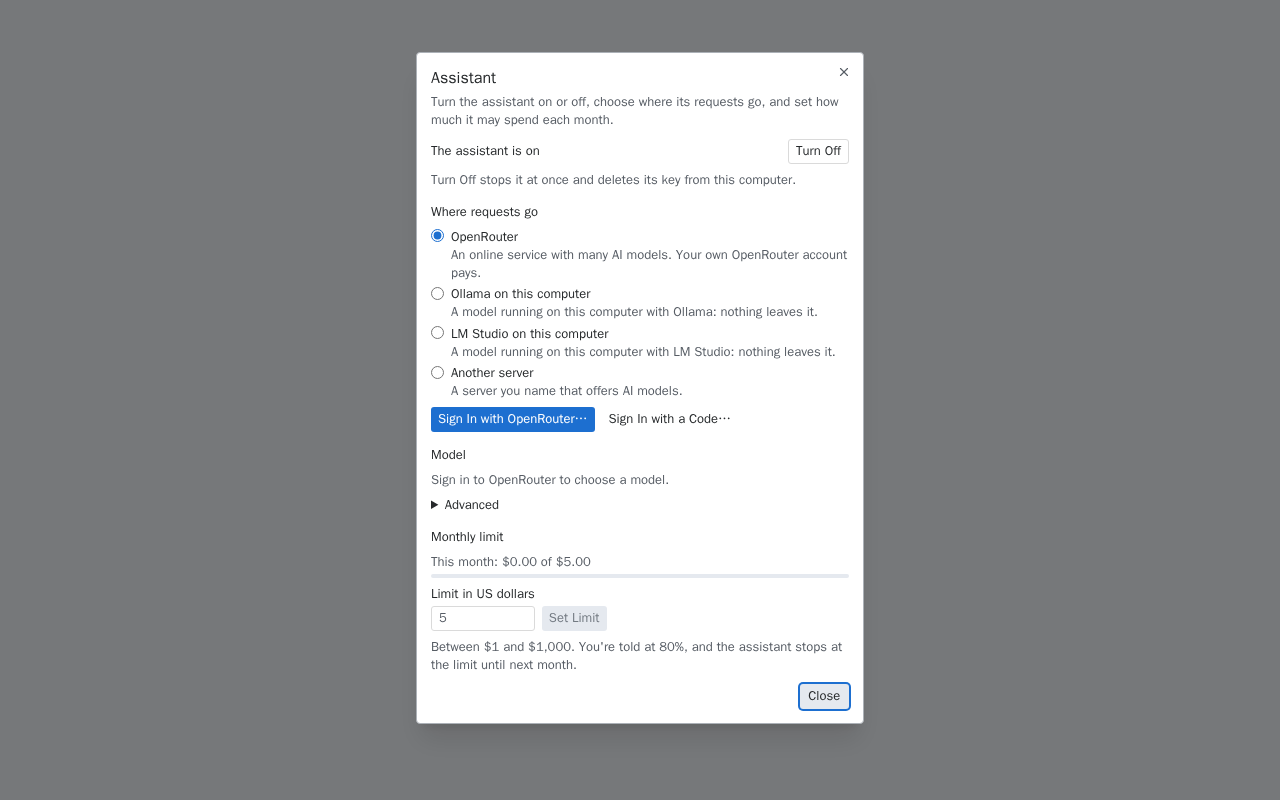 Assistant
Turn the assistant on or off, choose where its requests go, and set how
much it may spend each month.
The assistant is on
Turn Off
Turn Off stops it at once and deletes its key from this computer.
Where requests go
OpenRouter
An online service with many AI models. Your own OpenRouter account
pays.
Ollama on this computer
A model running on this computer with Ollama: nothing leaves it.
LM Studio on this computer
A model running on this computer with LM Studio: nothing leaves it.
Another server
A server you name that offers AI models.
Sign In with OpenRouter…
Sign In with a Code…
Model
Sign in to OpenRouter to choose a model.
Advanced
Monthly limit
This month: $0.00 of $5.00
Limit in US dollars
5
Set Limit
Between $1 and $1,000. You're told at 80%, and the assistant stops at
the limit until next month.
Close